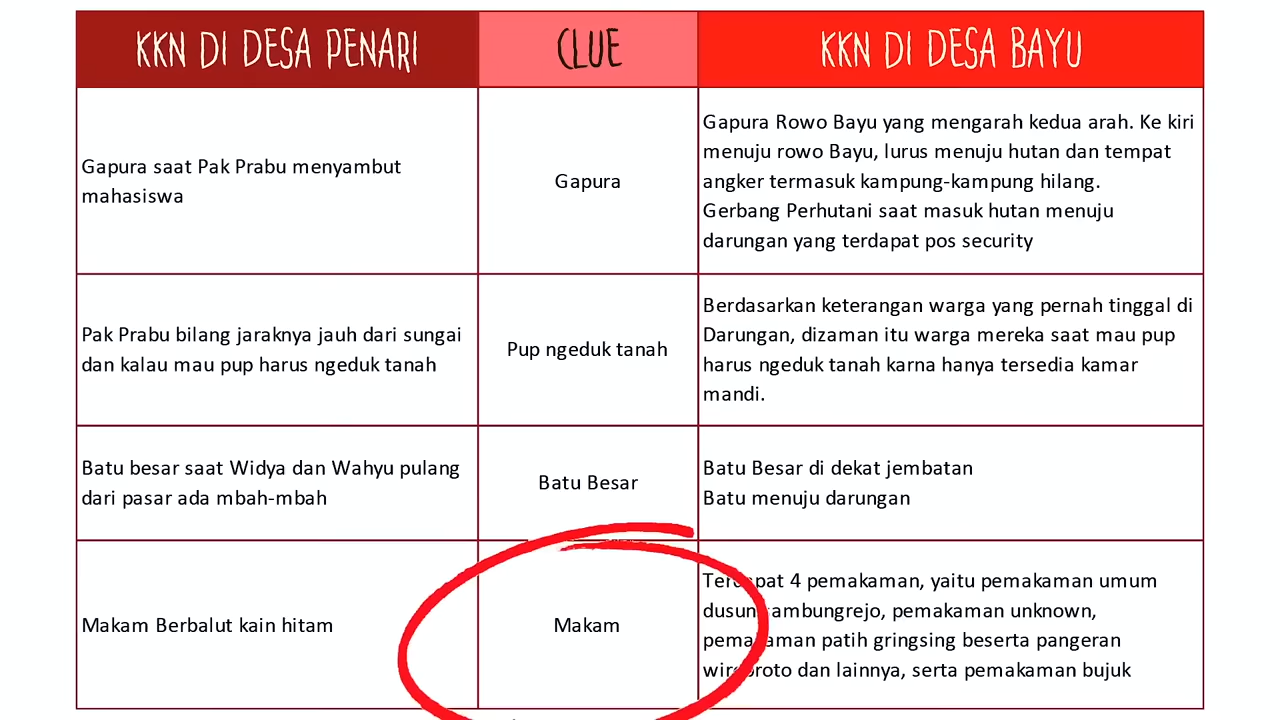 KKN DI DESA PENARI
CLUE
KKN DI DESA BAYU
Gapura saat Pak Prabu menyambut
mahasiswa
Gapura
Gapura Rowo Bayu yang mengarah kedua arah. Ke kiri
menuju rowo Bayu, lurus menuju hutan dan tempat
angker termasuk kampung-kampung hilang.
Gerbang Perhutani saat masuk hutan menuju
darungan yang terdapat pos security
Pak Prabu bilang jaraknya jauh dari sungai
dan kalau mau pup harus ngeduk tanah
Pup ngeduk tanah
Berdasarkan keterangan warga yang pernah tinggal di
Darungan, dizaman itu warga mereka saat mau pup
harus ngeduk tanah karna hanya tersedia kamar
mandi.
Batu besar saat Widya dan Wahyu pulang
dari pasar ada mbah-mbah
Batu Besar
Batu Besar di dekat jembatan
Batu menuju darungan
Makam Berbalut kain hitam
Makam
Terdapat 4 pemakaman, yaitu pemakaman umum
dusun pemakaman unknown,
pemakaman patih gringsing beserta pangeran
dan lainnya, serta pemakaman bujuk